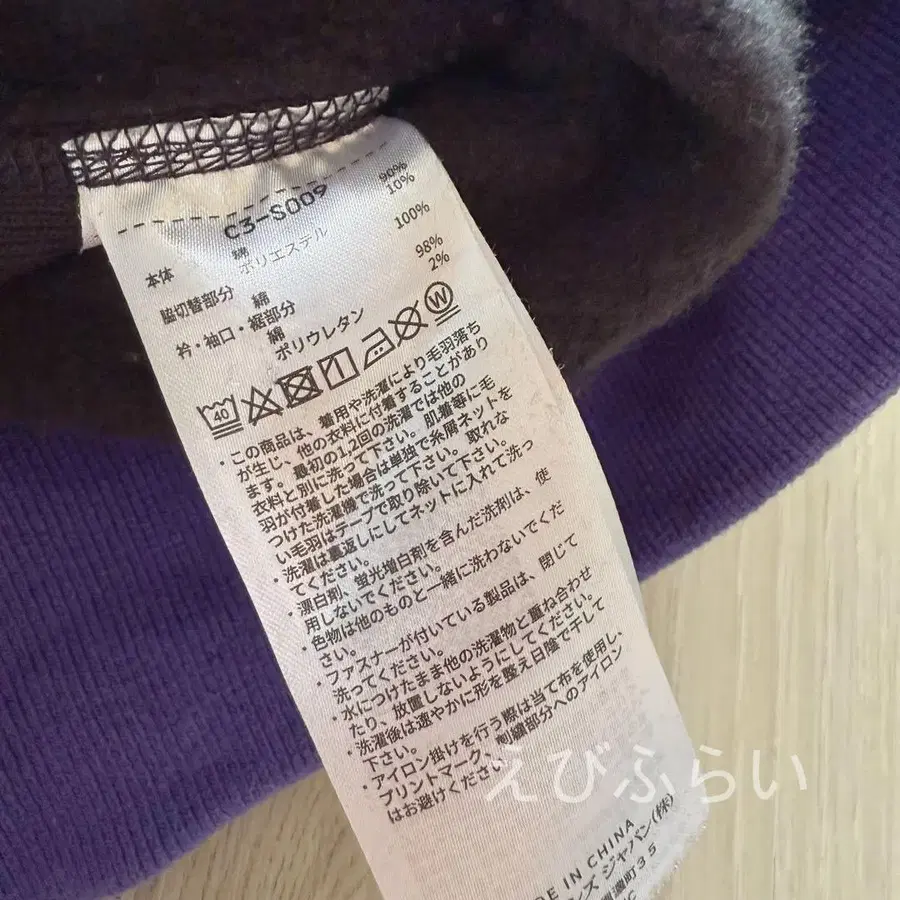 C3-S009
本体 綿 90%
ポリエステル 10%
脇切替部分 綿 100%
衿・袖口・裾部分
綿 98%
ポリウレタン 2%
40
W
・この商品は、着用や洗濯により毛羽落ち
が生じ、他の衣料に付着することがあり
ます。最初の1,2回の洗濯では他の
衣料と別に洗って下さい。肌着等に毛
羽が付着した場合は単独で糸屑ネットを
つけた洗濯機で洗って下さい。取れな
い毛羽はテープで取り除いて下さい。
・洗濯は裏返しにしてネットに入れて洗っ
てください。
・漂白剤、蛍光増白剤を含んだ洗剤は、使
用しないでください。
・色物は他のものと一緒に洗わないでくだ
さい。
・ファスナーが付いている製品は、閉じて
洗ってください。
・水につけたまま他の洗濯物と重ね合わせ
たり、放置しないようにしてください。
・洗濯後は速やかに形を整え日陰で干して
下さい。
・アイロン掛けを行う際は当て布を使用し、
プリントマーク、刺繍部分へのアイロン
はお避けください。
えびふらい
DE IN CHINA
ンズ ジャパン(株)
町35